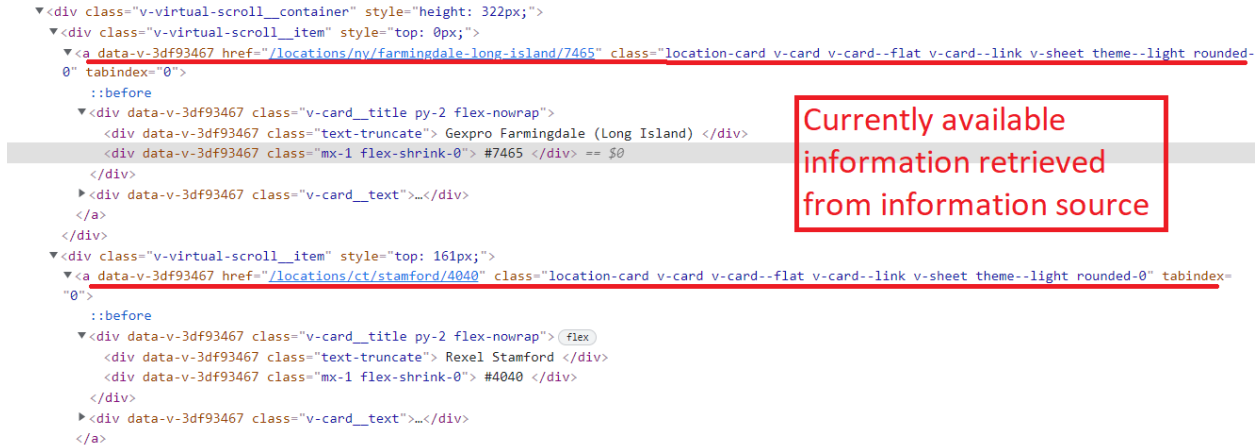 ▼<div class="v-virtual-scroll__container" style="height: 322px;">
▼<div class="v-virtual-scroll__item" style="top: 0px;">
▼<a data-v-3df93467 href="/locations/ny/farmingdale-long-island/7465" class="location-card v-card v-card--flat v-card--link v-sheet theme--light rounded-
0" tabindex="0">
::before
▼<div data-v-3df93467 class="v-card__title py-2 flex-nowrap">
<div data-v-3df93467 class="text-truncate"> Gexpro Farmingdale (Long Island) </div>
<div data-v-3df93467 class="mx-1 flex-shrink-0"> #7465 </div> == $0
</div>
▶<div data-v-3df93467 class="v-card__text">…</div>
</a>
</div>
Currently available
information retrieved
from information source
▼<div class="v-virtual-scroll__item" style="top: 161px;">
▼<a data-v-3df93467 href="/locations/ct/stamford/4040" class="location-card v-card v-card--flat v-card--link v-sheet theme--light rounded-0" tabindex=
"0">
::before
▼<div data-v-3df93467 class="v-card__title py-2 flex-nowrap"> flex
<div data-v-3df93467 class="text-truncate"> Rexel Stamford </div>
<div data-v-3df93467 class="mx-1 flex-shrink-0"> #4040 </div>
</div>
▶<div data-v-3df93467 class="v-card__text">…</div>
</a>